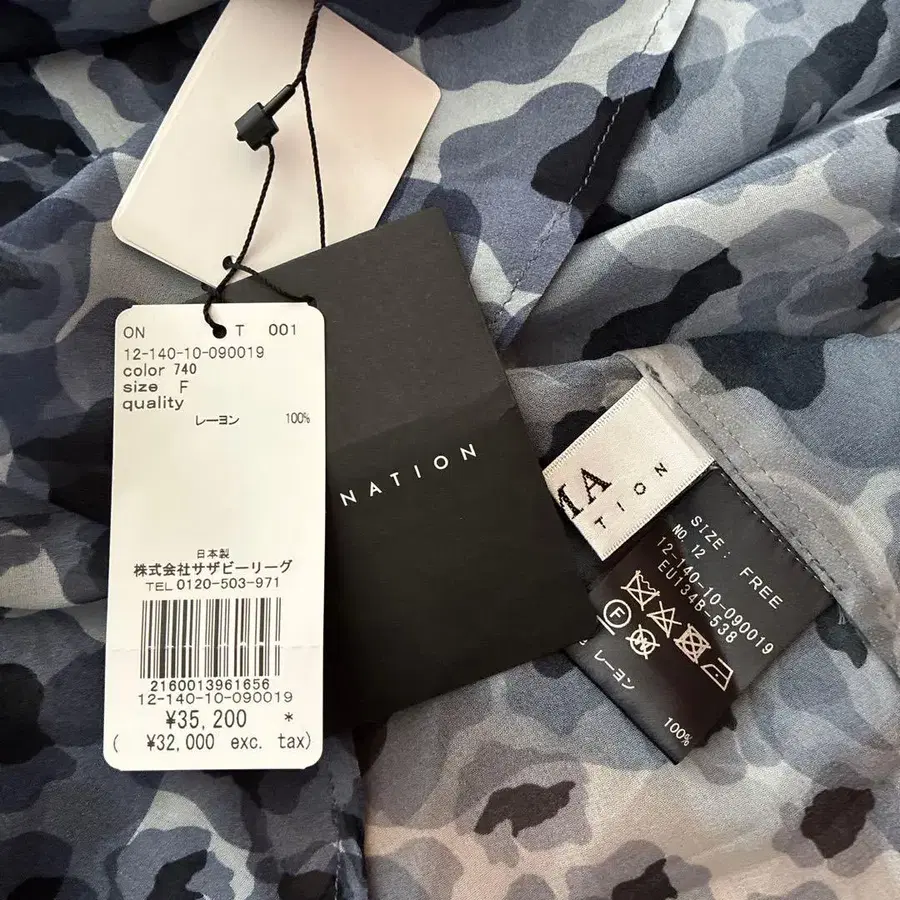 ON T 001
12-140-10-090019
color 740
size F
quality
レーヨン 100%
日本製
株式会社サザビーリーグ
TEL 0120-503-971
2160013961656
12-140-10-090019
¥35,200 *
( ¥32,000 exc. tax)
NATION
MA
TION
SIZE: FREE
NO. 12
12-140-10-090019
EU134B-538
F
W
レーヨン 100%